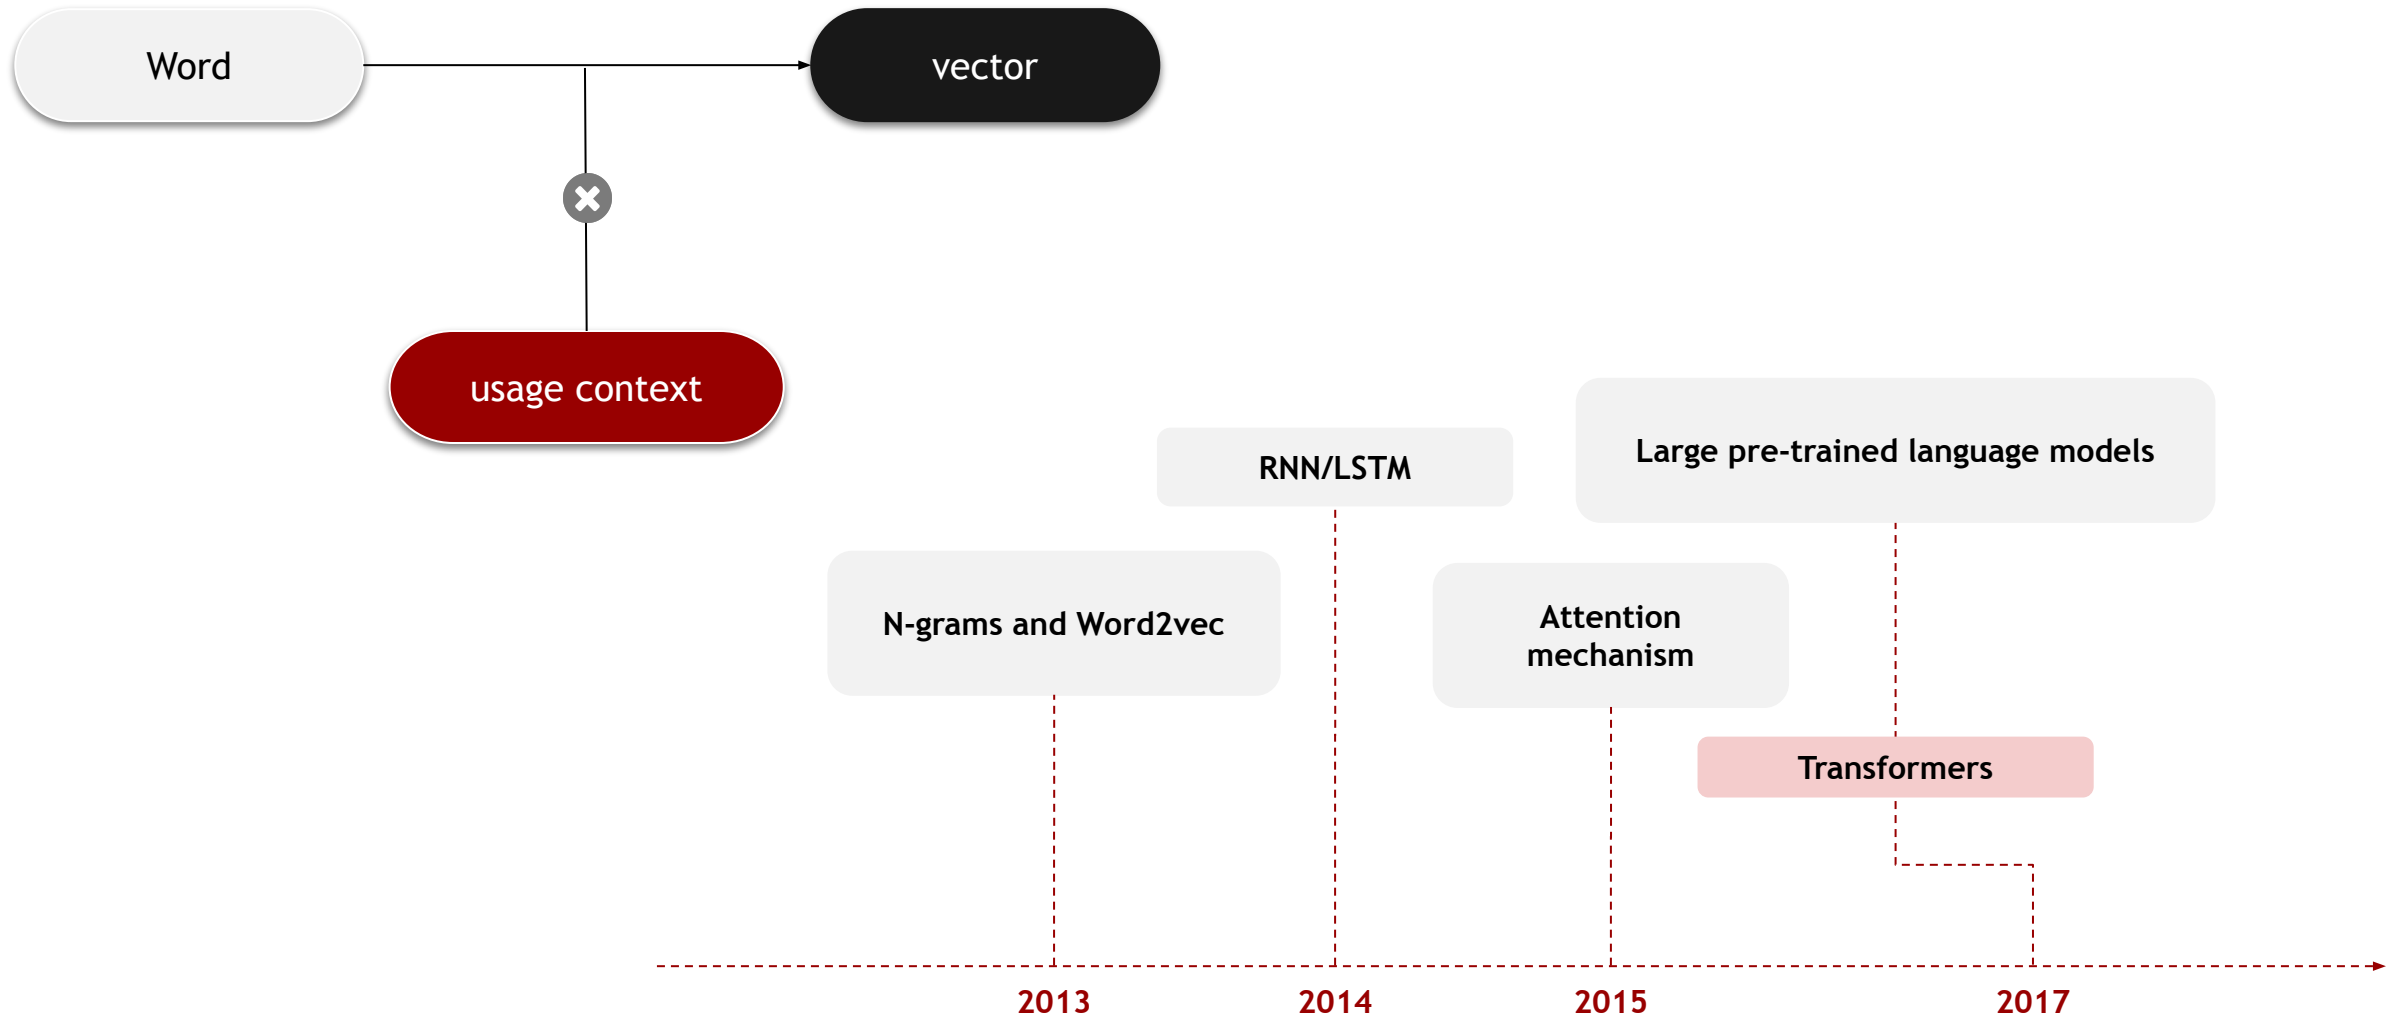 Word
vector
usage context
Large pre-trained language models
RNN/LSTM
N-grams and Word2vec
Attention
mechanism
Transformers
2013
2014
2015
2017